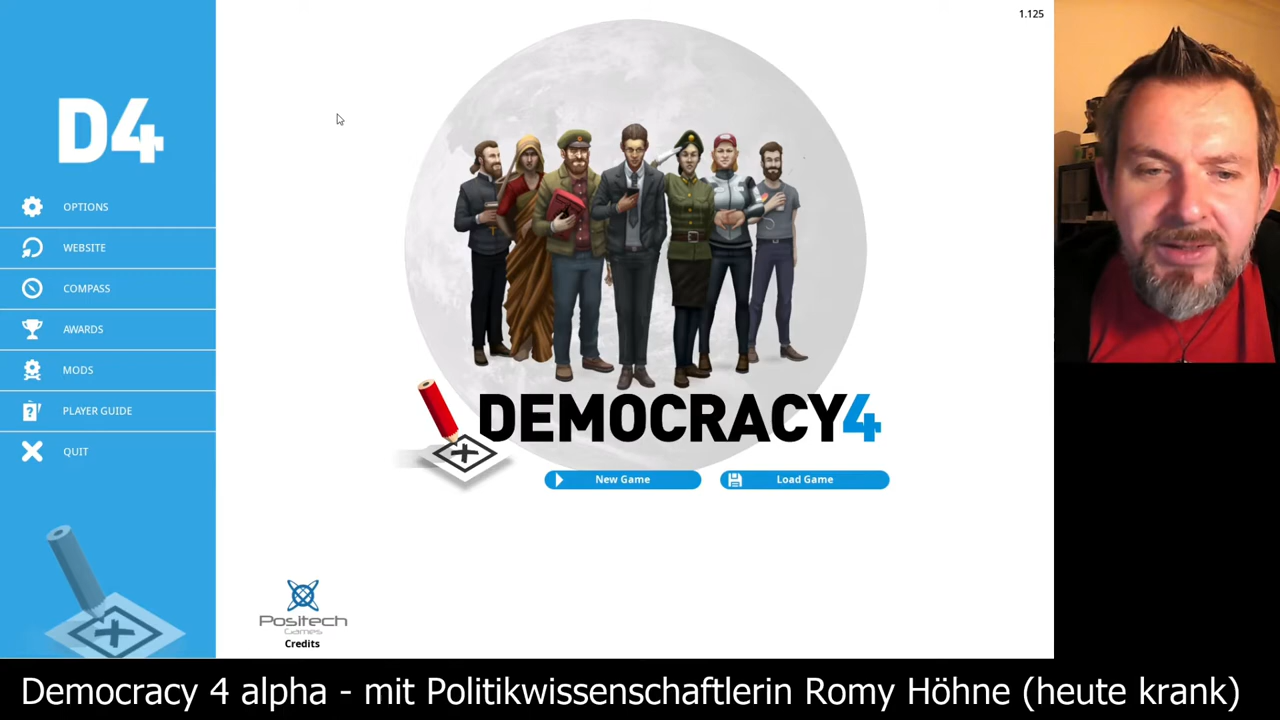 1.125
D4
OPTIONS
WEBSITE
COMPASS
AWARDS
MODS
PLAYER GUIDE
QUIT
DEMOCRACY4
New Game
Load Game
Positech
Games
Credits
Democracy 4 alpha - mit Politikwissenschaftlerin Romy Höhne (heute krank)